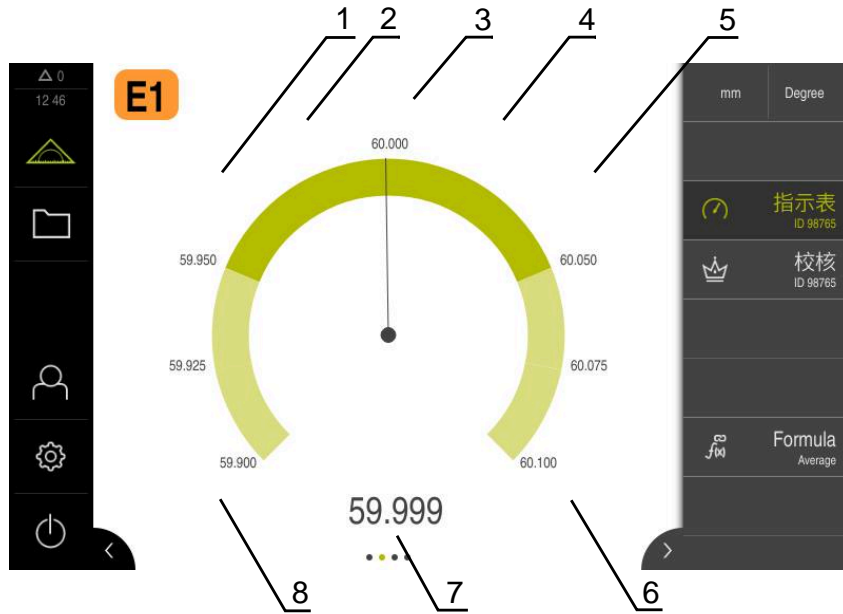 1
2
3
4
5
0
12 46
E1
mm
Degree
60.000
指示表
ID 98765
59.950
60.050
校核
ID 98765
59.925
60.075
Formula
Average
f(x)
59.900
60.100
59.999
8
7
6